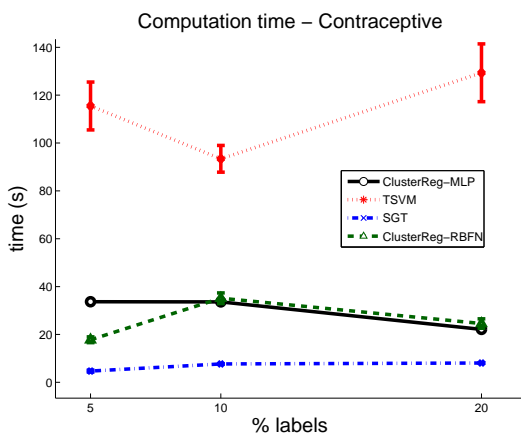 Computation time – Contraceptive
140
120
100
80
60
40
20
0
time (s)
ClusterReg–MLP
TSVM
SGT
ClusterReg–RBFN
5
10
20
% labels